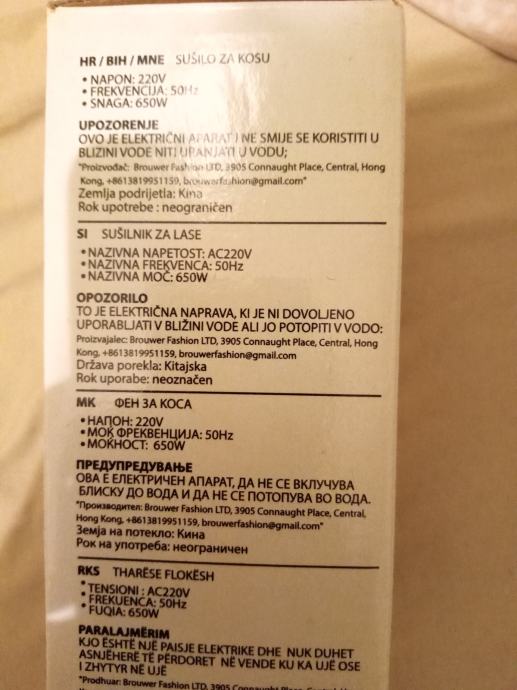 HR / BIH / MNE SUŠILO ZA KOSU
• NAPON: 220V
• FREKVENCIJA: 50Hz
• SNAGA: 650W
UPOZORENJE
OVO JE ELEKTRIČNI APARAT I NE SMIJE SE KORISTITI U
BLIZINI VODE NITI URANJATI U VODU;
"Proizvođač: Brouwer Fashion LTD, 3905 Connaught Place, Central, Hong
Kong, +8613819951159, brouwerfashion@gmail.com"
Zemlja podrijetla: Kina
Rok upotrebe : neograničen
SI SUŠILNIK ZA LASE
• NAZIVNA NAPETOST: AC220V
• NAZIVNA FREKVENCA: 50Hz
• NAZIVNA MOČ: 650W
OPOZORILO
TO JE ELEKTRIČNA NAPRAVA, KI JE NI DOVOLJENO
UPORABLJATI V BLIŽINI VODE ALI JO POTOPITI V VODO:
Proizvajalec: Brouwer Fashion LTD, 3905 Connaught Place, Central, Hong
Kong, +8613819951159, brouwerfashion@gmail.com
Država porekla: Kitajska
Rok uporabe: neoznačen
MK ФЕН ЗА КОСА
• НАПОН: 220V
• МОЌ ФРЕКВЕНЦИЈА: 50Hz
• МОЌНОСТ: 650W
ПРЕДУПРЕДУВАЊЕ
ОВА Е ЕЛЕКТРИЧЕН АПАРАТ, ДА НЕ СЕ ВКЛУЧУВА
БЛИСКУ ДО ВОДА И ДА НЕ СЕ ПОТОПУВА ВО ВОДА.
"Производител: Brouwer Fashion LTD, 3905 Connaught Place, Central,
Hong Kong, +8613819951159, brouwerfashion@gmail.com"
Земја на потекло: Кина
Рок на употреба: неограничен
RKS THARËSE FLOKËSH
• TENSIONI : AC220V
• FREKUENCA: 50Hz
• FUQIA: 650W
PARALAJMËRIM
KJO ËSHTË NJË PAISJE ELEKTRIKE DHE NUK DUHET
ASNJËHERË TË PËRDORET NË VENDE KU KA UJË OSE
I ZHYTYR NË UJË
"Prodhuar: Brouwer Fashion LTD, 3905 Connaught Place, Central,